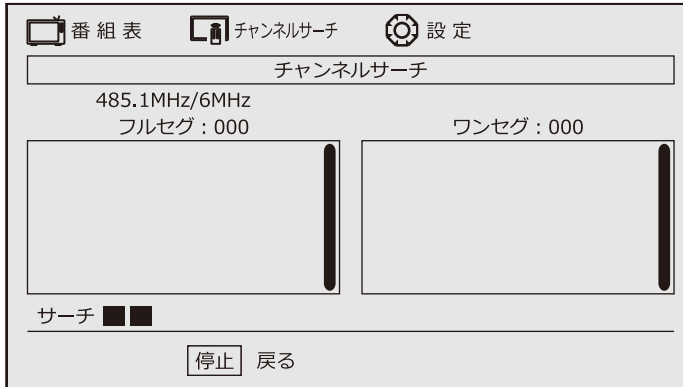 番組表 チャンネルサーチ 設定
チャンネルサーチ
485.1MHz/6MHz
フルセグ：000 ワンセグ：000
サーチ
停止 戻る